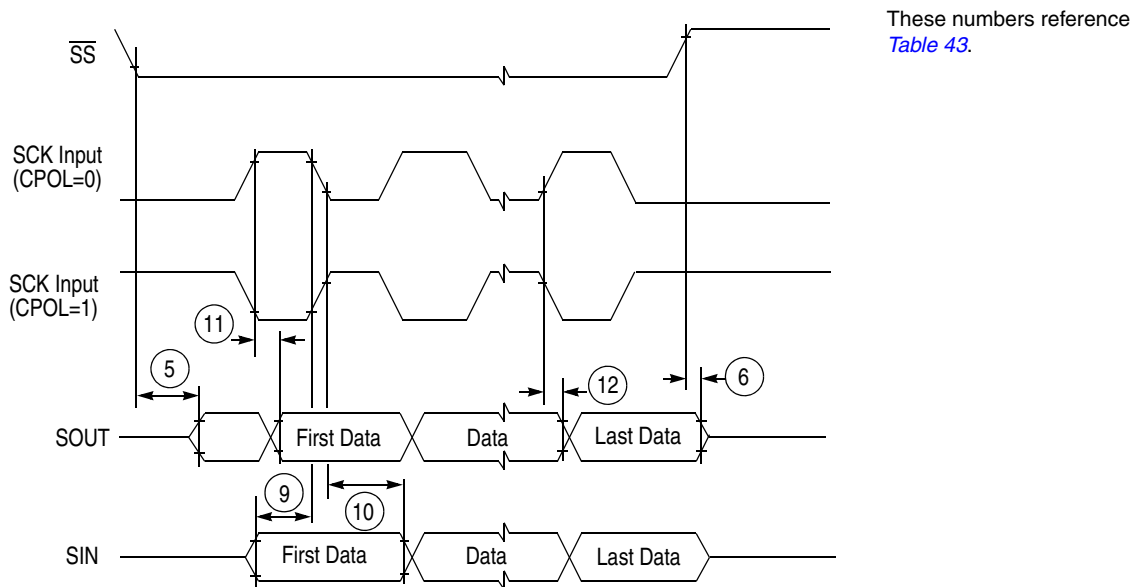 These numbers reference
Table 43.
SS
SCK Input
(CPOL=0)
SCK Input
(CPOL=1)
11
5
12
6
SOUT
First Data
Data
Last Data
9
10
SIN
First Data
Data
Last Data